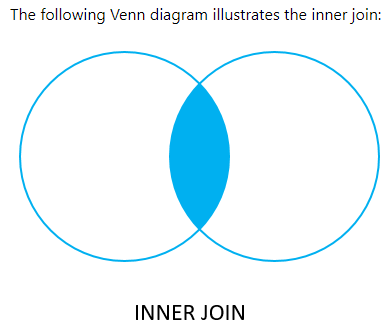 The following Venn diagram illustrates the inner join:
INNER JOIN